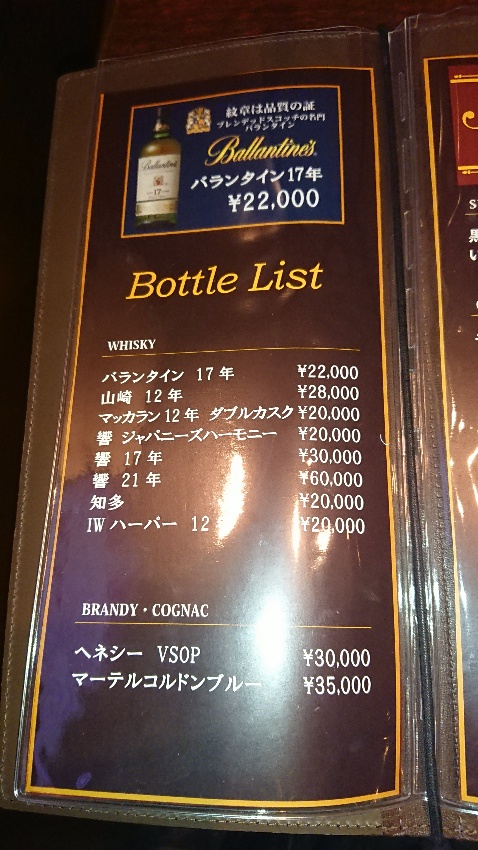 紋章は品質の証
ブレンデッドスコッチの名門
バランタイン
Ballantine's
バランタイン17年
¥22,000
Ballantine's
17
Bottle List
WHISKY
バランタイン 17年 ¥22,000
山崎 12年 ¥28,000
マッカラン12年 ダブルカスク ¥20,000
響 ジャパニーズハーモニー ¥20,000
響 17年 ¥30,000
響 21年 ¥60,000
知多 ¥20,000
IWハーパー 12 ¥20,000
BRANDY・COGNAC
ヘネシー VSOP ¥30,000
マーテルコルドンブルー ¥35,000